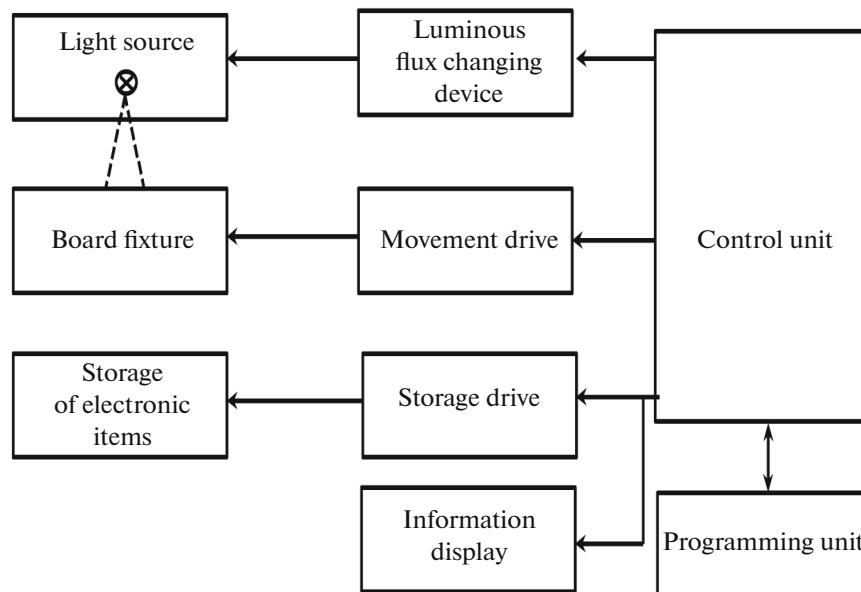 Light source
Luminous
flux changing
device
Board fixture
Movement drive
Control unit
Storage
of electronic
items
Storage drive
Information
display
Programming unit